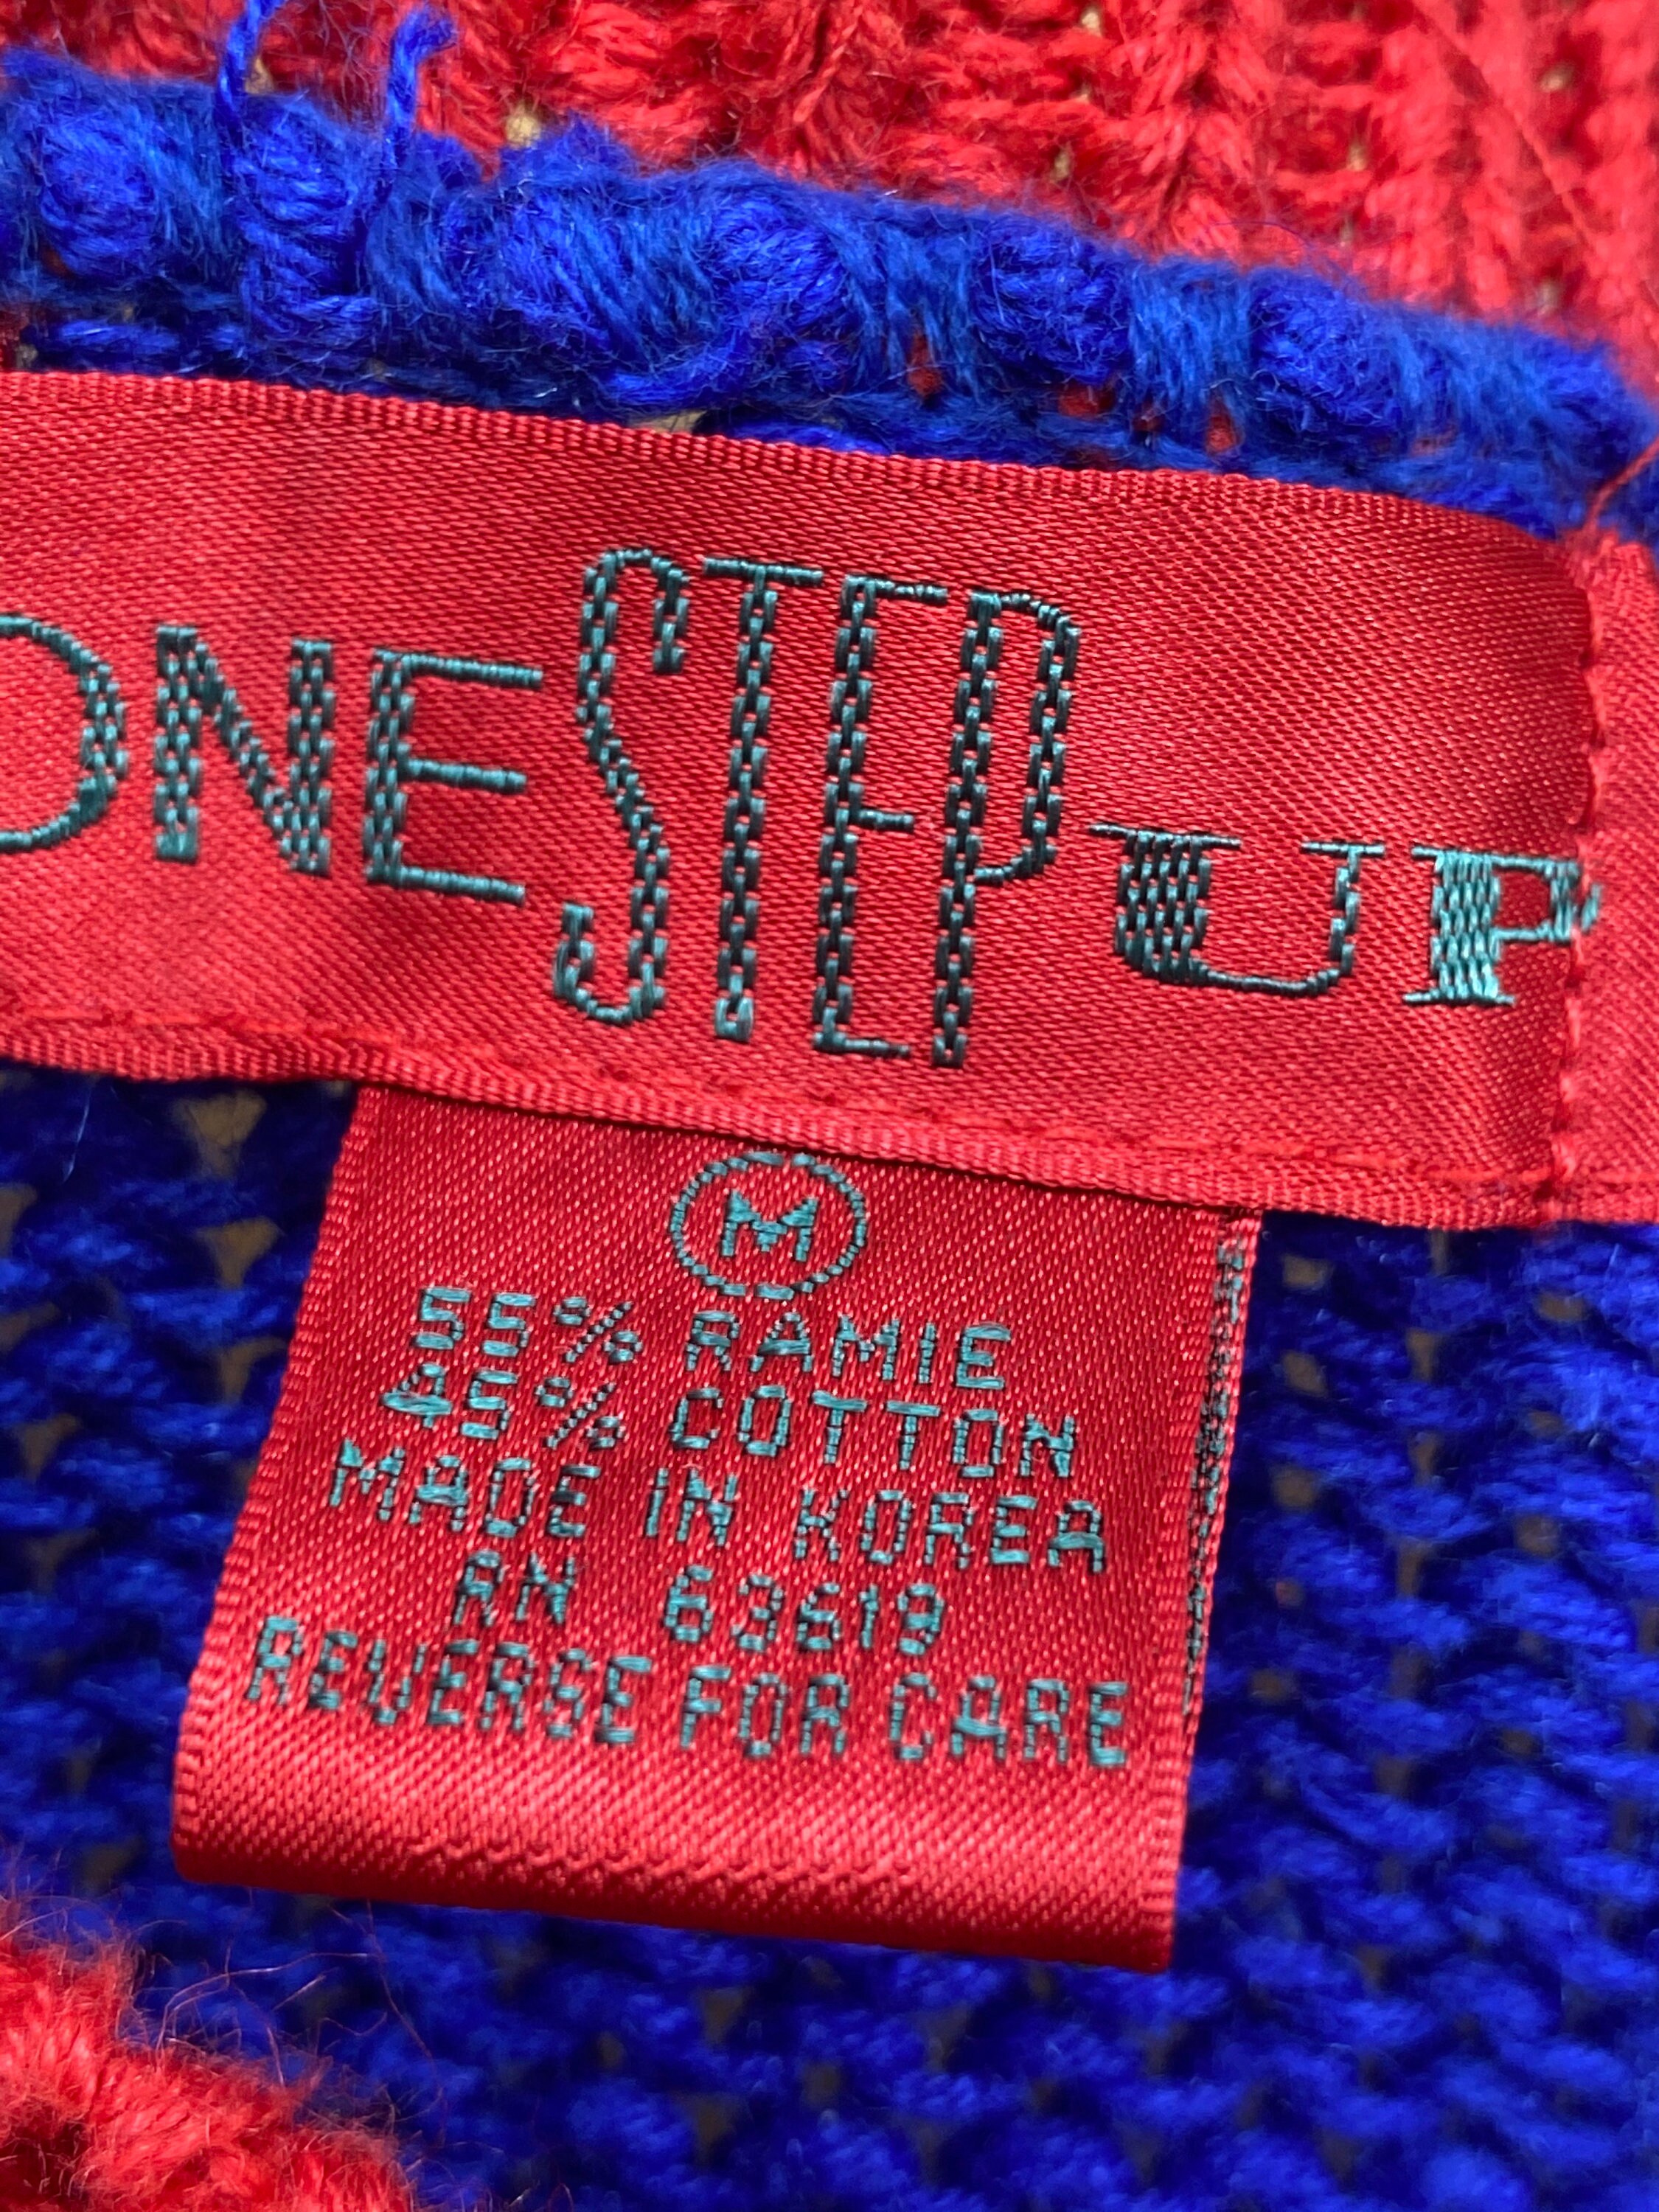 ONE STEP UP
M
55% RAMIE
45% COTTON
MADE IN KOREA
RN 63619
REVERSE FOR CARE